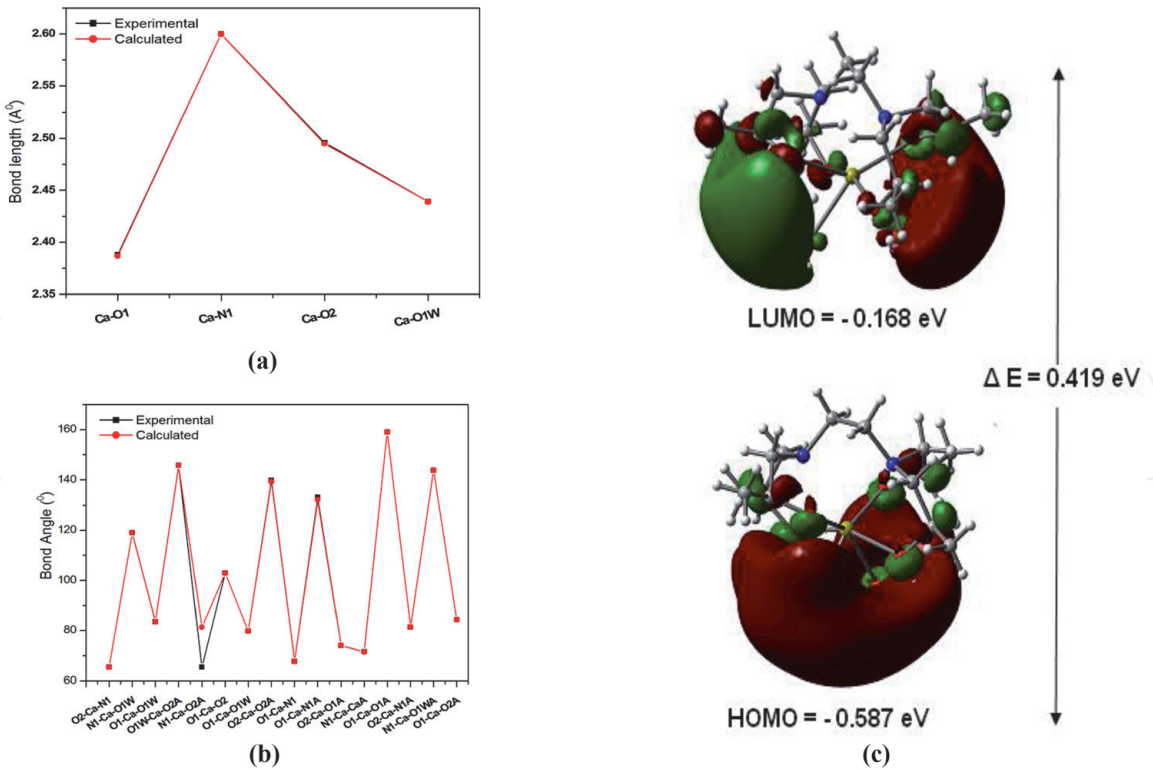 Experimental
Calculated
2.60
2.55
2.50
2.45
2.40
2.35
Bond length (A⁰)
Ca-O1
Ca-N1
Ca-O2
Ca-O1W
(a)
Experimental
Calculated
160
140
120
100
80
60
Bond Angle (⁰)
O2-Ca-N1
N1-Ca-O1W
O1-Ca-O1W
O1W-Ca-O2A
N1-Ca-O2A
O1-Ca-O2
O1-Ca-O1W
O2-Ca-O2A
O1-Ca-N1
O1-Ca-N1A
O2-Ca-O1A
N1-Ca-CaA
O1-Ca-O1A
O2-Ca-N1A
N1-Ca-O1WA
O1-Ca-O2A
(b)
LUMO = - 0.168 eV
Δ E = 0.419 eV
HOMO = - 0.587 eV
(c)